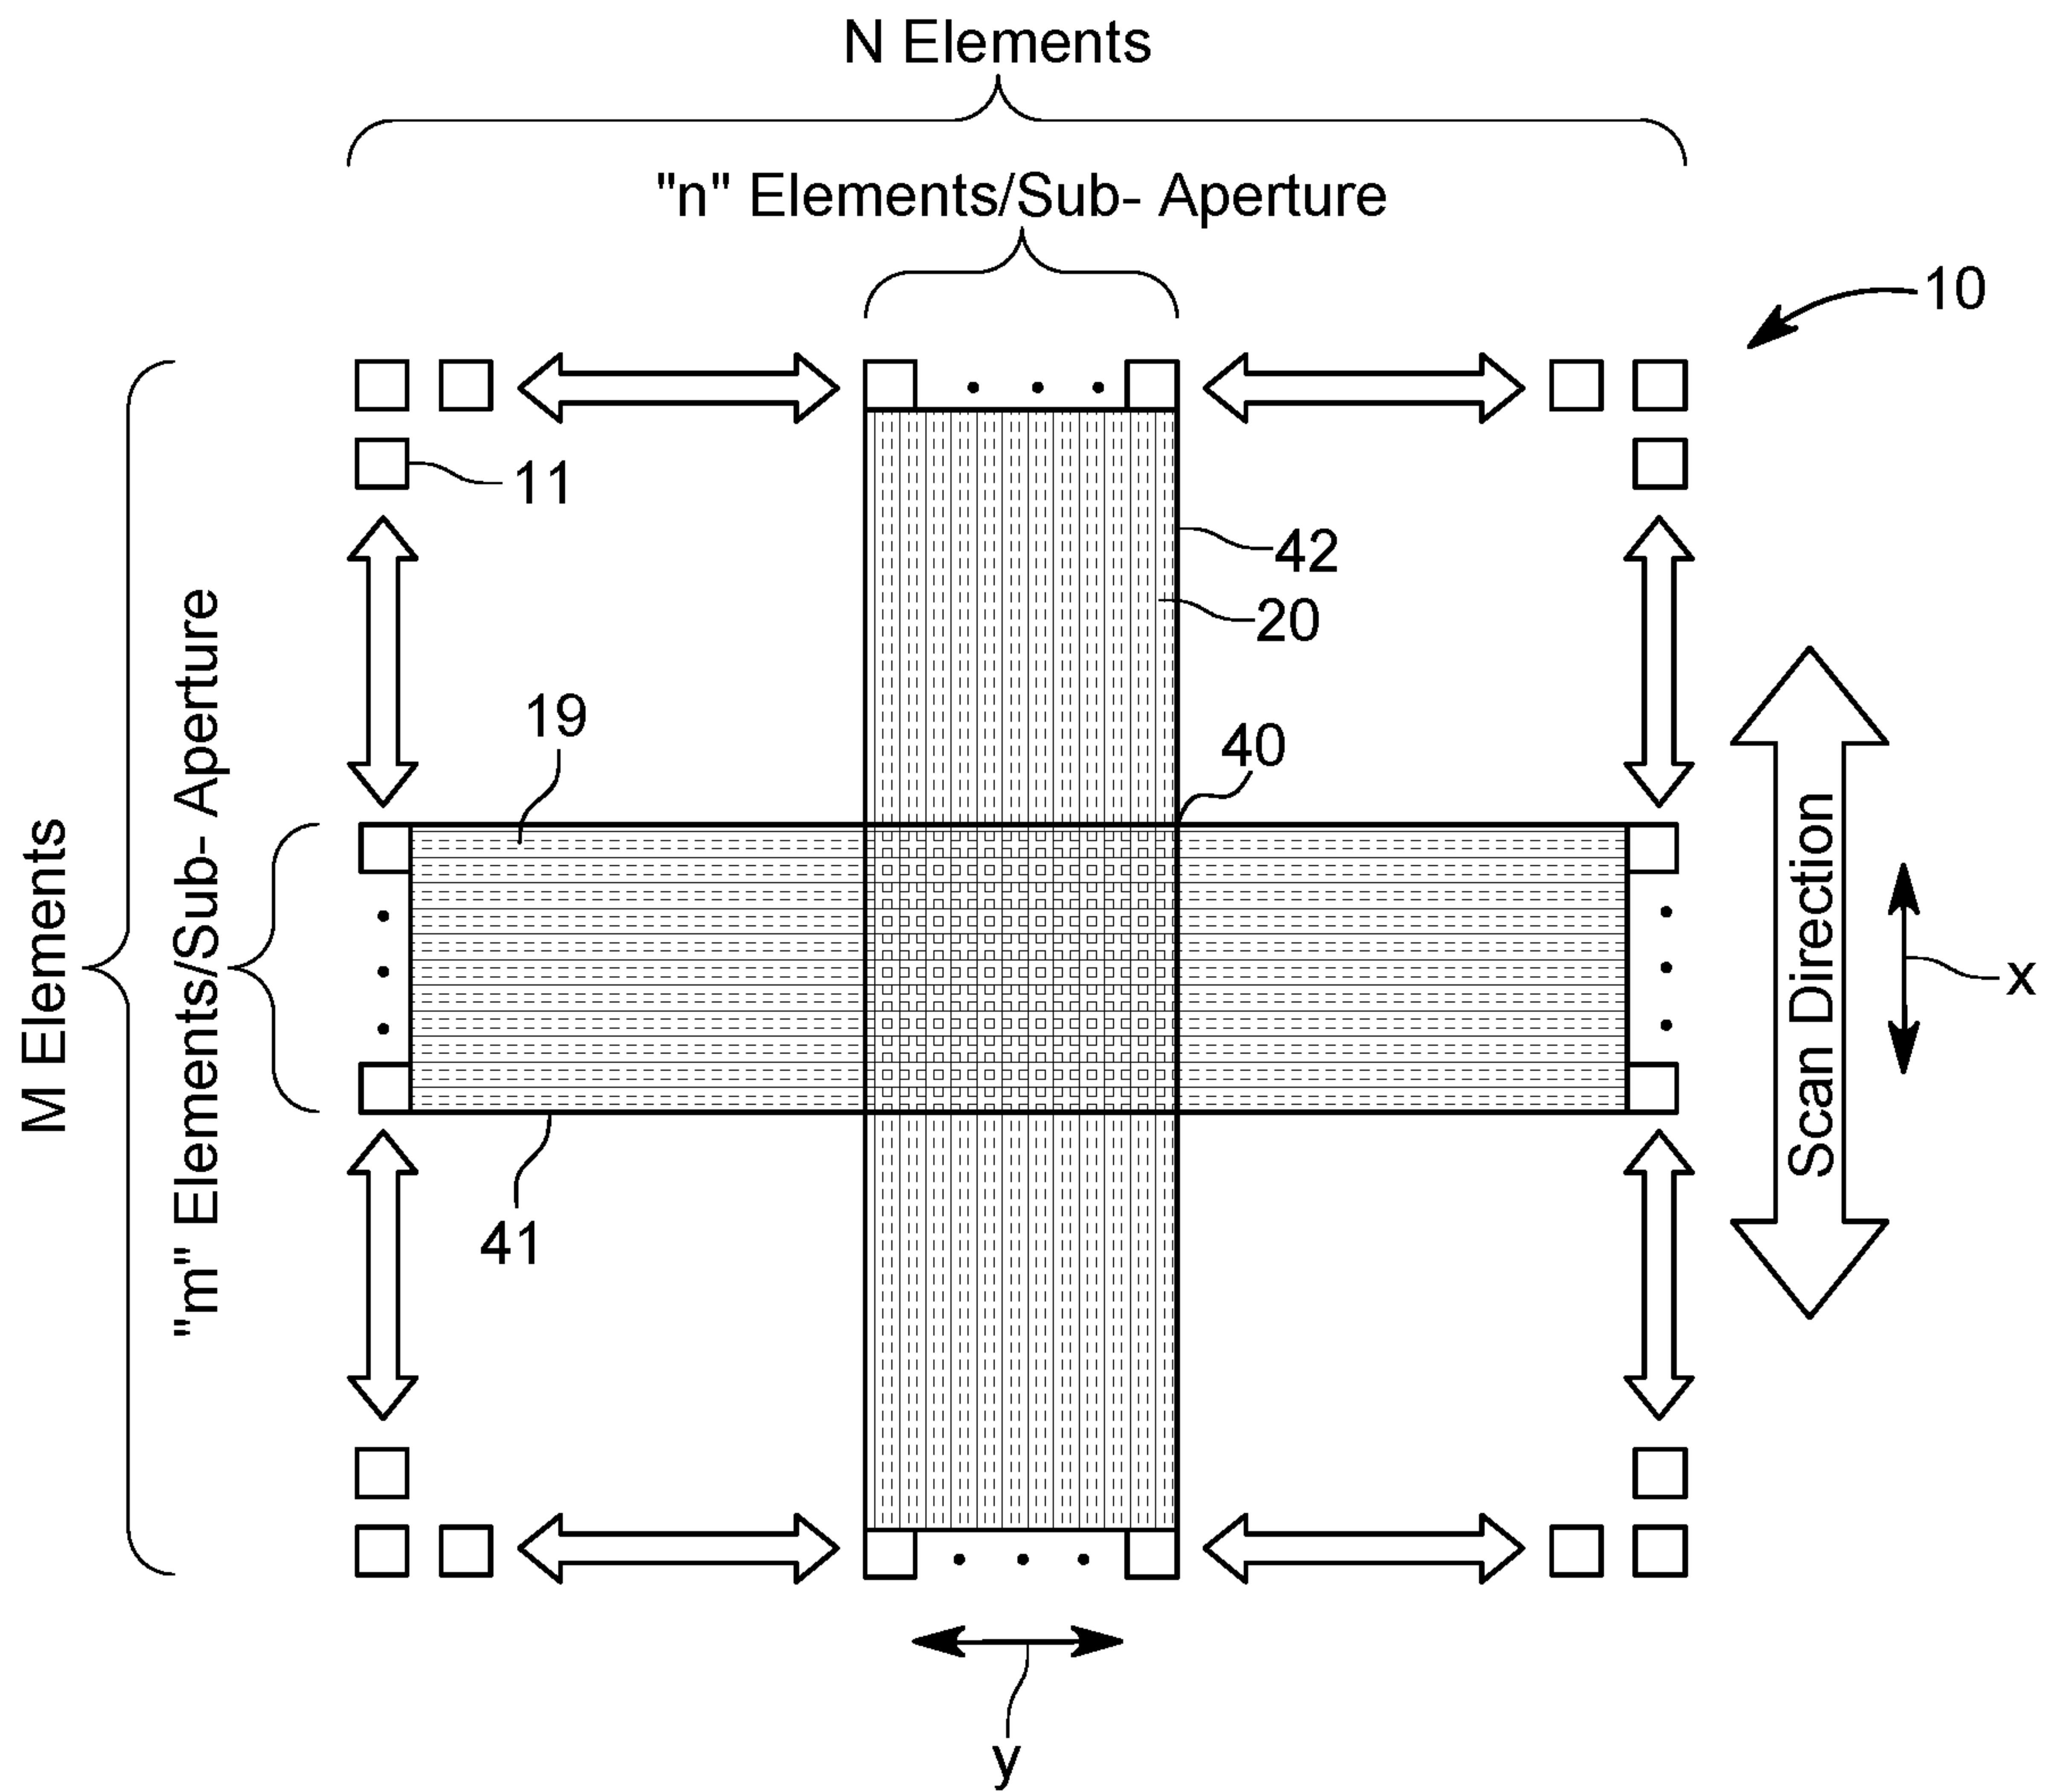 N Elements
"n" Elements/Sub- Aperture
10
11
42
20
19
40
M Elements
"m" Elements/Sub- Aperture
Scan Direction
x
41
y